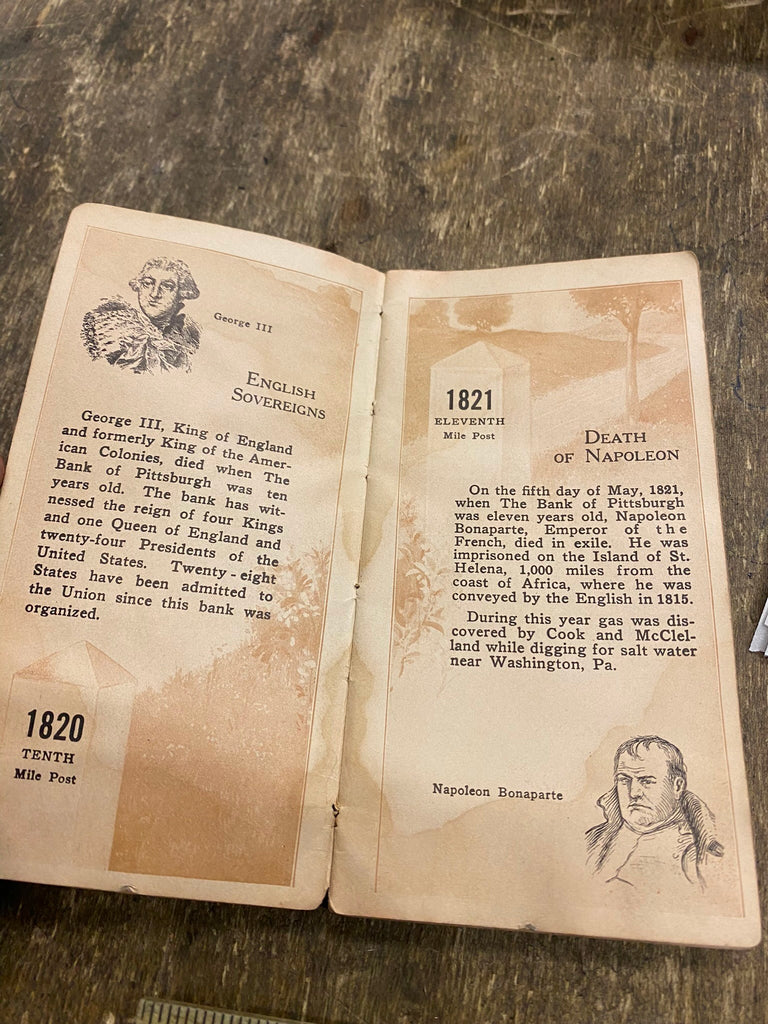 George III
ENGLISH
SOVEREIGNS
George III, King of England
and formerly King of the Amer-
ican Colonies, died when The
Bank of Pittsburgh was ten
years old. The bank has wit-
nessed the reign of four Kings
and one Queen of England and
twenty-four Presidents of the
United States. Twenty-eight
States have been admitted to
the Union since this bank was
organized.
1820
TENTH
Mile Post
1821
ELEVENTH
Mile Post
DEATH
OF NAPOLEON
On the fifth day of May, 1821,
when The Bank of Pittsburgh
was eleven years old, Napoleon
Bonaparte, Emperor of the
French, died in exile. He was
imprisoned on the Island of St.
Helena, 1,000 miles from the
coast of Africa, where he was
conveyed by the English in 1815.
During this year gas was dis-
covered by Cook and McClel-
land while digging for salt water
near Washington, Pa.
Napoleon Bonaparte